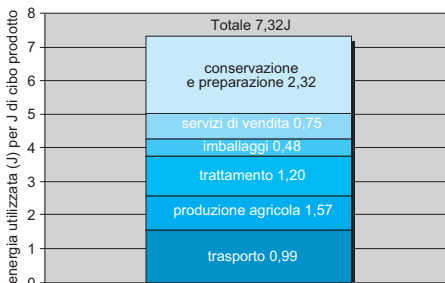 energia utilizzata (J) per J di cibo prodotto
8
7
6
5
4
3
2
1
0
Totale 7,32J
conservazione
e preparazione 2,32
servizi di vendita 0,75
imballaggi 0,48
trattamento 1,20
produzione agricola 1,57
trasporto 0,99